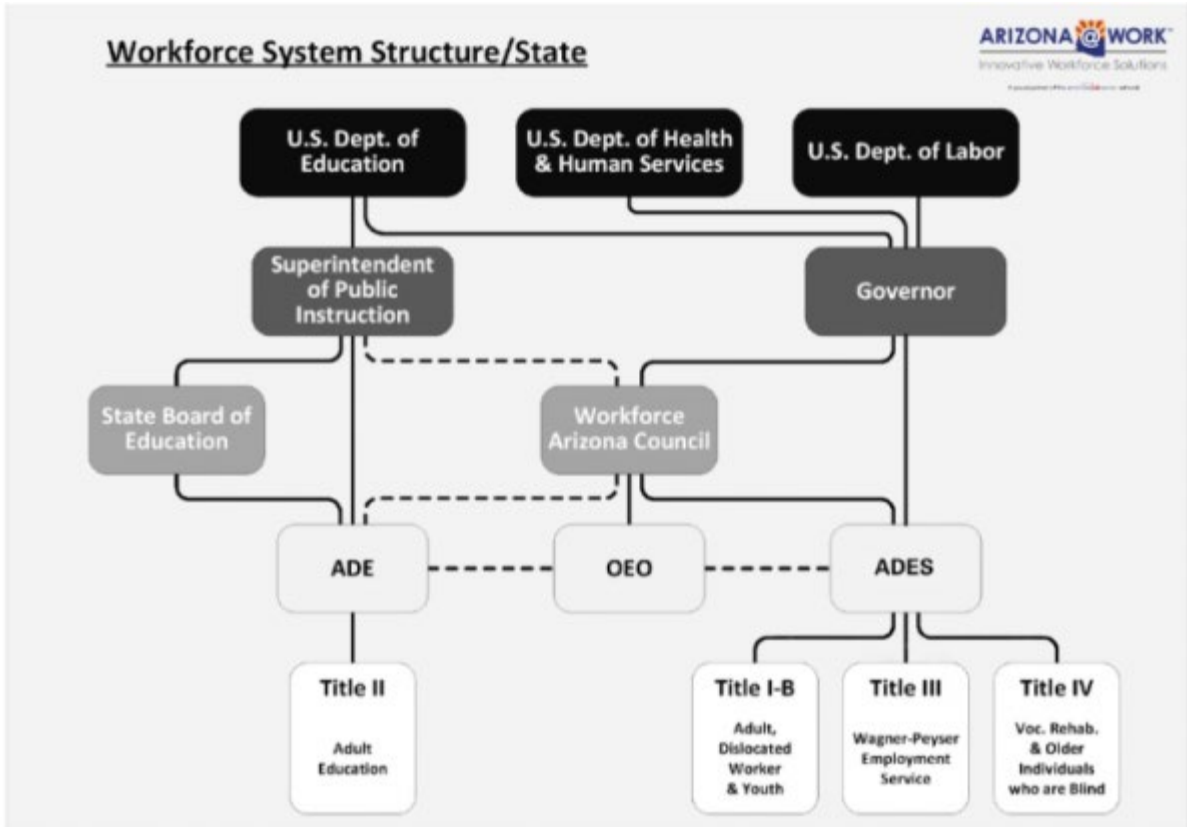 Workforce System Structure/State
ARIZONA@WORK™
Innovative Workforce Solutions
U.S. Dept. of
Education
U.S. Dept. of Health
& Human Services
U.S. Dept. of Labor
Superintendent
of Public
Instruction
Governor
State Board of
Education
Workforce
Arizona Council
ADE
OEO
ADES
Title II
Adult
Education
Title I-B
Adult,
Dislocated
Worker
& Youth
Title III
Wagner-Peyser
Employment
Service
Title IV
Voc. Rehab.
& Older
Individuals
who are Blind